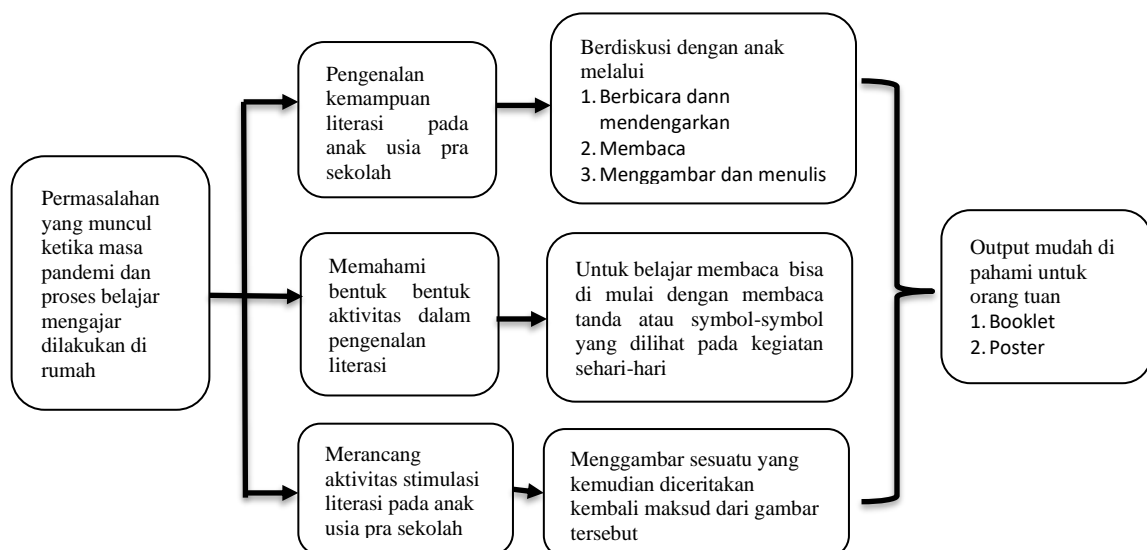 Permasalahan
yang muncul
ketika masa
pandemi dan
proses belajar
mengajar
dilakukan di
rumah
Pengenalan
kemampuan
literasi pada
anak usia pra
sekolah
Berdiskusi dengan anak
melalui
1. Berbicara dann
mendengarkan
2. Membaca
3. Menggambar dan menulis
Memahami
bentuk bentuk
aktivitas dalam
pengenalan
literasi
Untuk belajar membaca bisa
di mulai dengan membaca
tanda atau symbol-symbol
yang dilihat pada kegiatan
sehari-hari
Merancang
aktivitas stimulasi
literasi pada anak
usia pra sekolah
Menggambar sesuatu yang
kemudian diceritakan
kembali maksud dari gambar
tersebut
Output mudah di
pahami untuk
orang tuan
1. Booklet
2. Poster